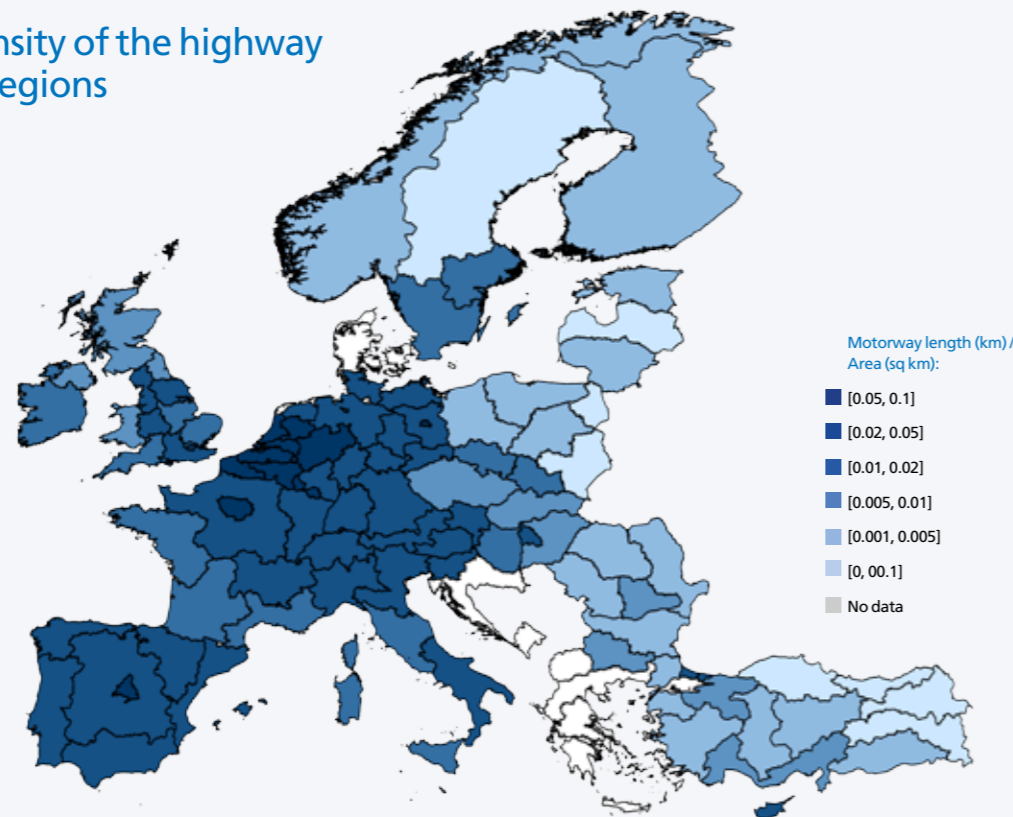 nsity of the highway
egions
Motorway length (km) /
Area (sq km):
[0.05, 0.1]
[0.02, 0.05]
[0.01, 0.02]
[0.005, 0.01]
[0.001, 0.005]
[0, 00.1]
No data